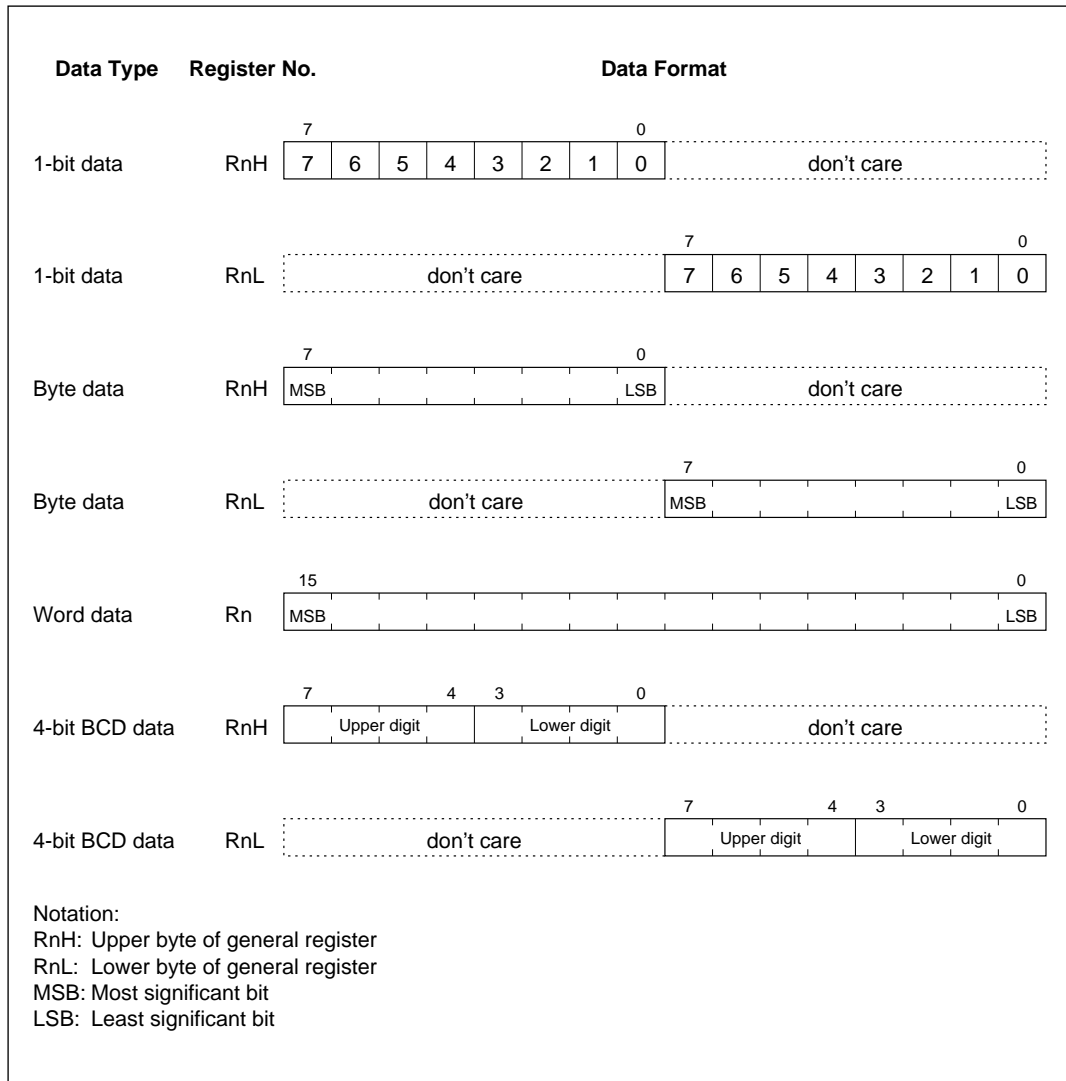 Data Type Register No. Data Format
7 0
1-bit data RnH 7 6 5 4 3 2 1 0 don't care
7 0
1-bit data RnL don't care 7 6 5 4 3 2 1 0
7 0
Byte data RnH MSB LSB don't care
7 0
Byte data RnL don't care MSB LSB
15 0
Word data Rn MSB LSB
7 4 3 0
4-bit BCD data RnH Upper digit Lower digit don't care
7 4 3 0
4-bit BCD data RnL don't care Upper digit Lower digit
Notation:
RnH: Upper byte of general register
RnL: Lower byte of general register
MSB: Most significant bit
LSB: Least significant bit